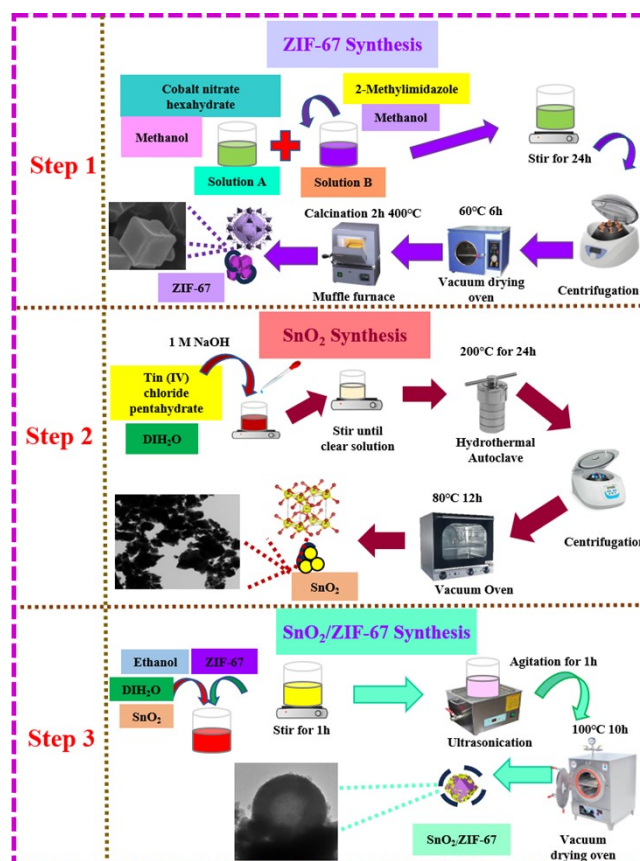 ZIF-67 Synthesis
Step 1
Cobalt nitrate
hexahydrate
Methanol
Solution A
2-Methylimidazole
Methanol
Solution B
Stir for 24h
Centrifugation
60℃ 6h
Vacuum drying
oven
Calcination 2h 400℃
Muffle furnace
ZIF-67
SnO₂ Synthesis
Step 2
1 M NaOH
Tin (IV)
chloride
pentahydrate
DIH₂O
Stir until
clear solution
200℃ for 24h
Hydrothermal
Autoclave
Centrifugation
80℃ 12h
Vacuum Oven
SnO₂
SnO₂/ZIF-67 Synthesis
Step 3
Ethanol
ZIF-67
DIH₂O
SnO₂
Stir for 1h
Agitation for 1h
Ultrasonication
100℃ 10h
Vacuum
drying oven
SnO₂/ZIF-67